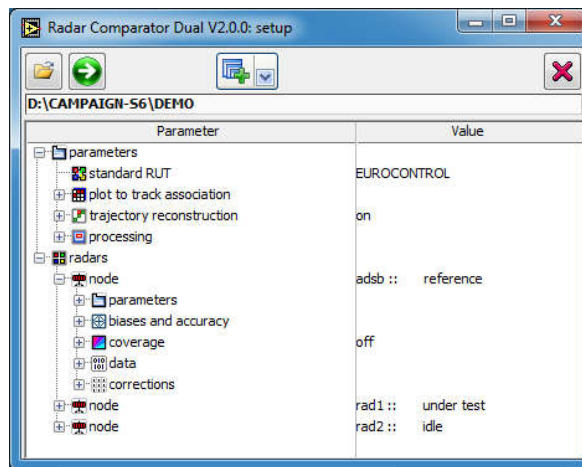 Radar Comparator Dual V2.0.0: setup
D:\CAMPAIGN-S6\DEMO
Parameter Value
parameters
standard RUT EUROCONTROL
plot to track association
trajectory reconstruction on
processing
radars
node adsb :: reference
parameters
biases and accuracy
coverage off
data
corrections
node rad1 :: under test
node rad2 :: idle